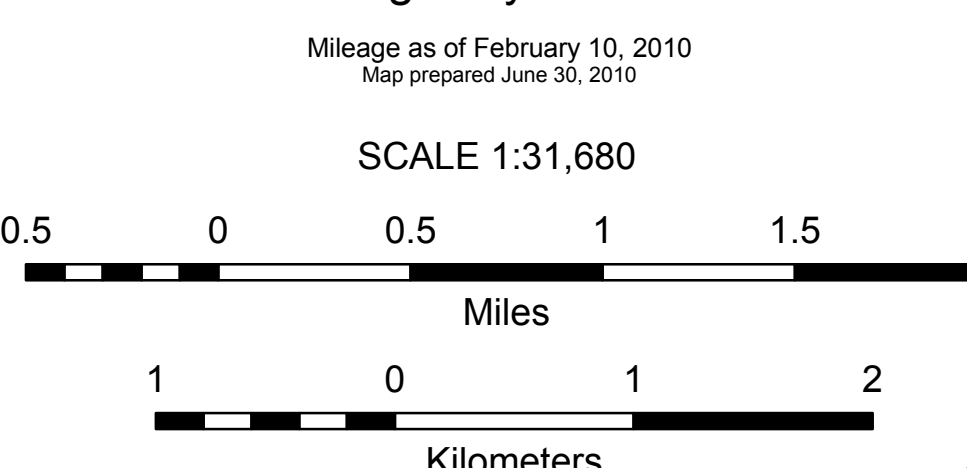 Mileage as of February 10, 2010
Map prepared June 30, 2010
SCALE 1:31,680
0.5 0 0.5 1 1.5
Miles
1 0 1 2
Kilometers